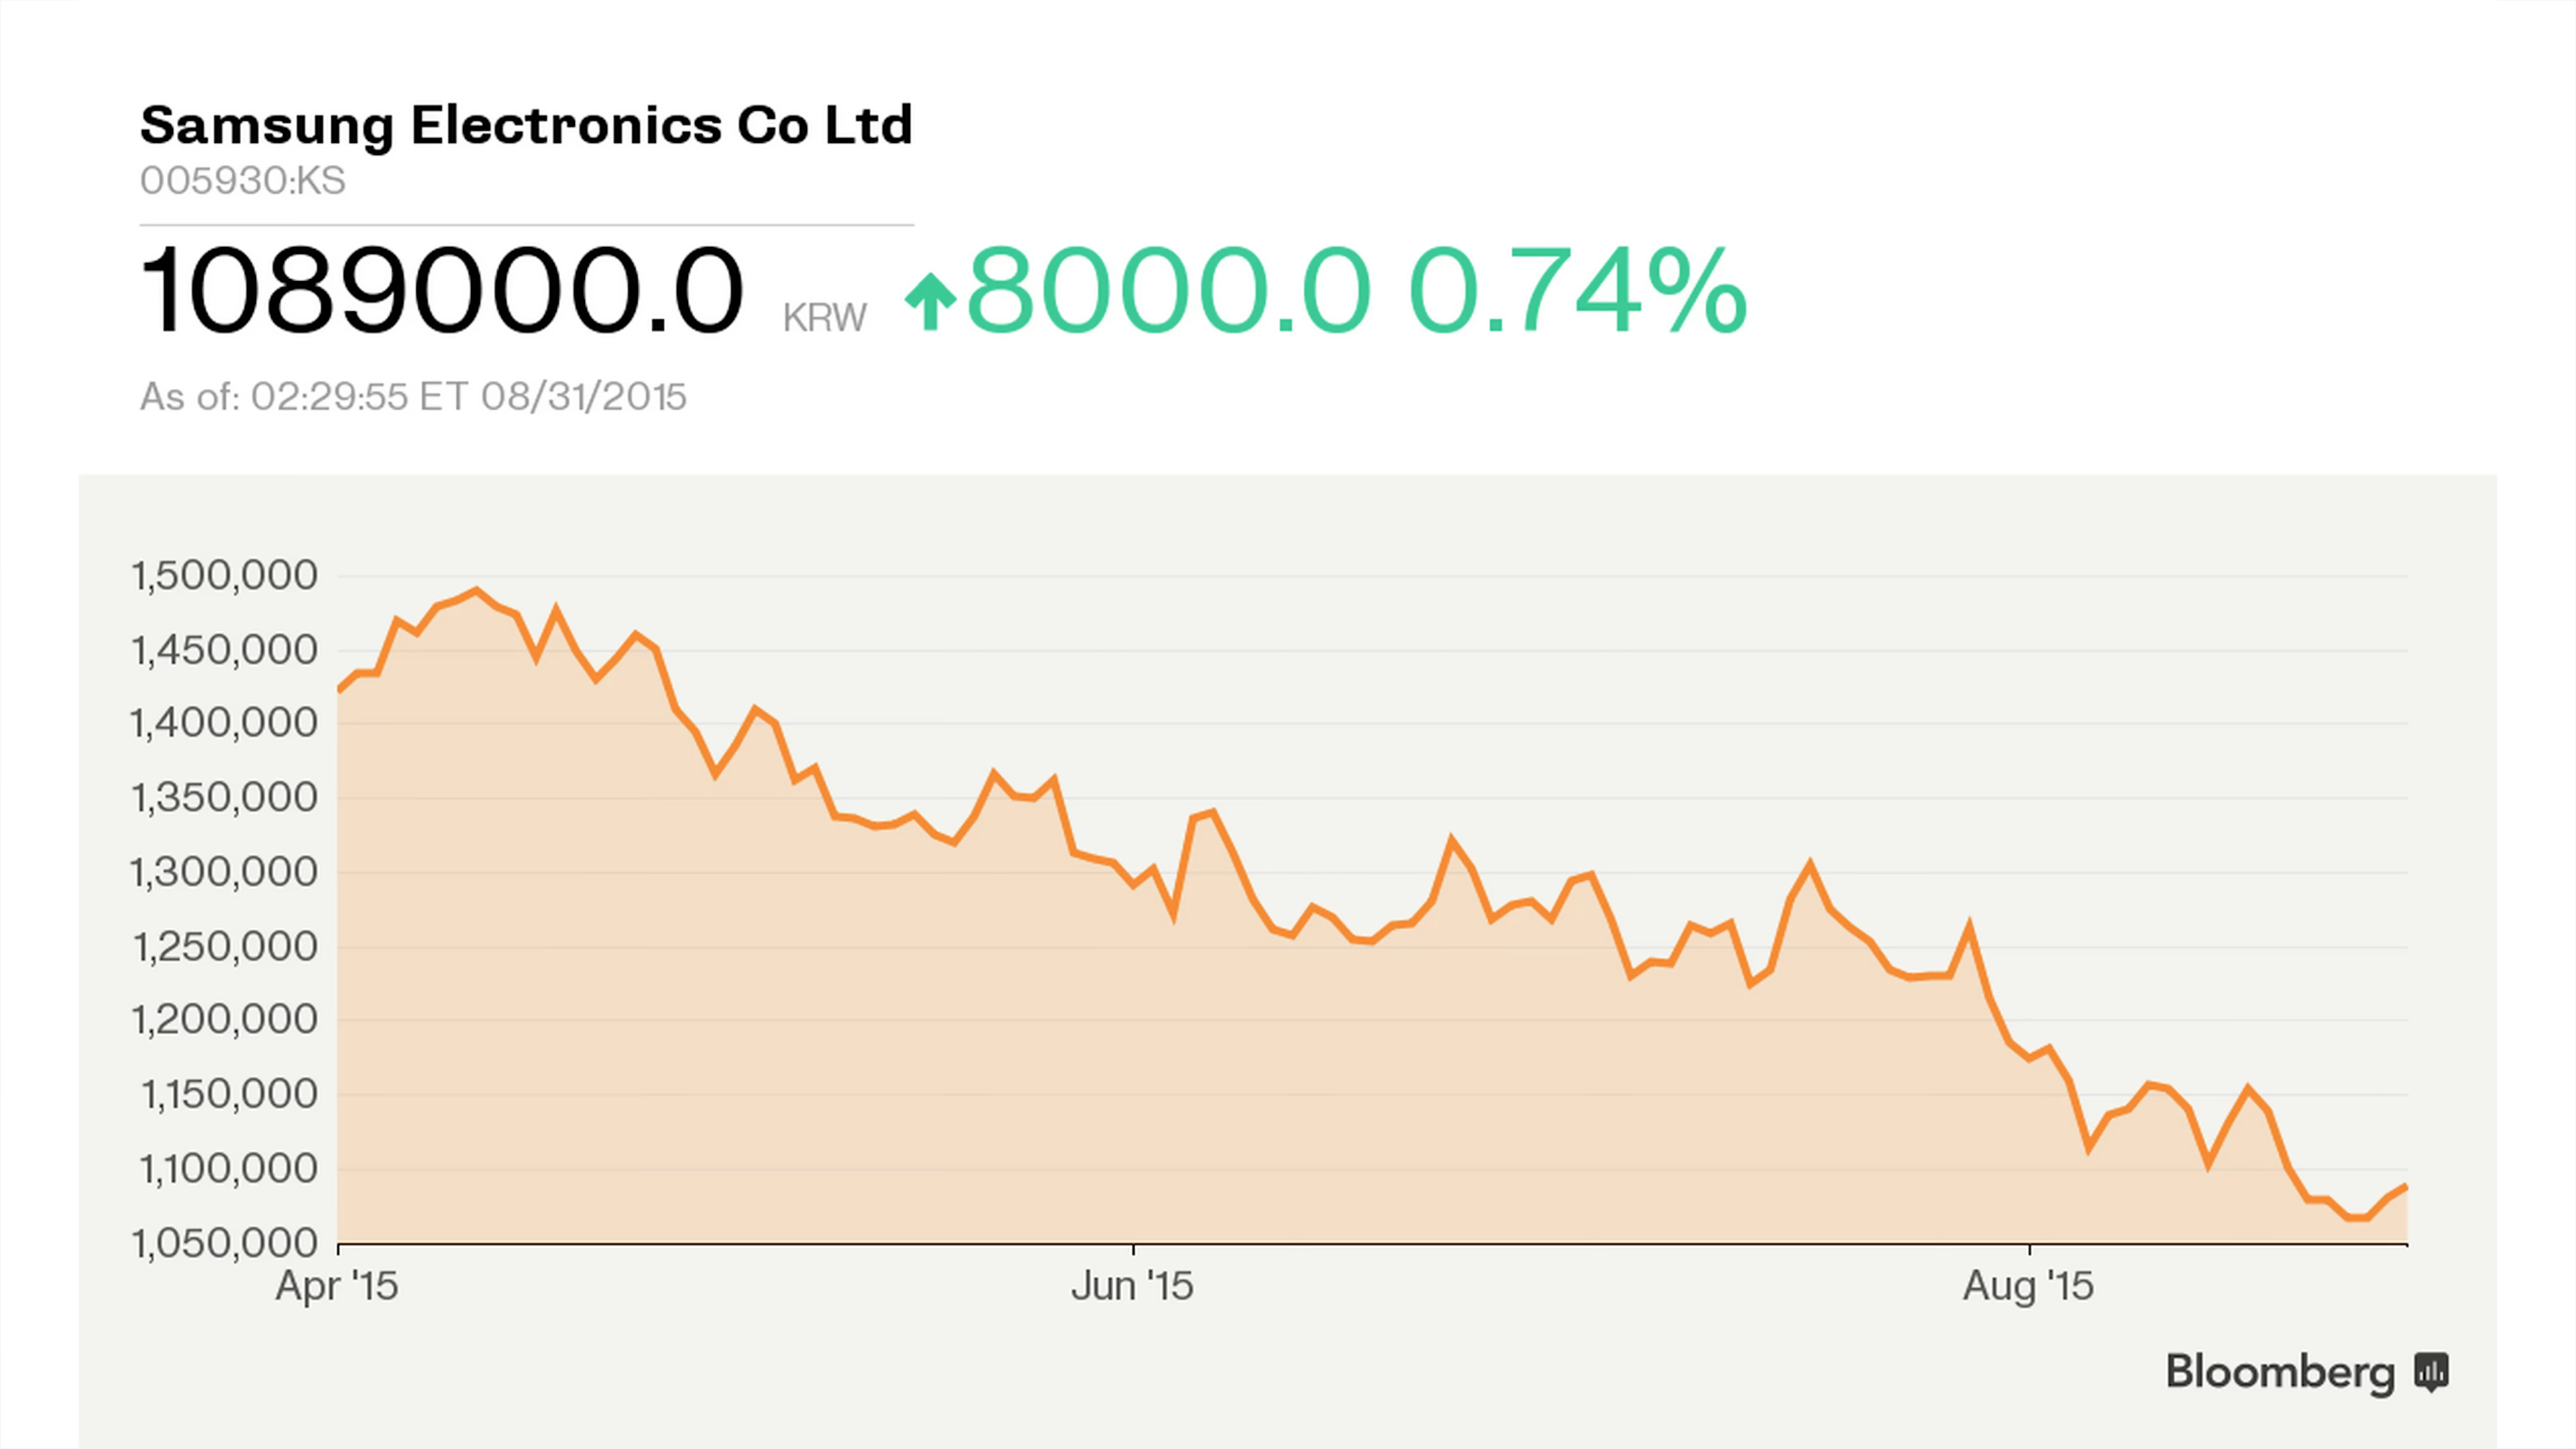 Samsung Electronics Co Ltd
005930:KS
1089000.0 KRW ↑8000.0 0.74%
As of: 02:29:55 ET 08/31/2015
1,500,000
1,450,000
1,400,000
1,350,000
1,300,000
1,250,000
1,200,000
1,150,000
1,100,000
1,050,000
Apr '15 Jun '15 Aug '15
Bloomberg